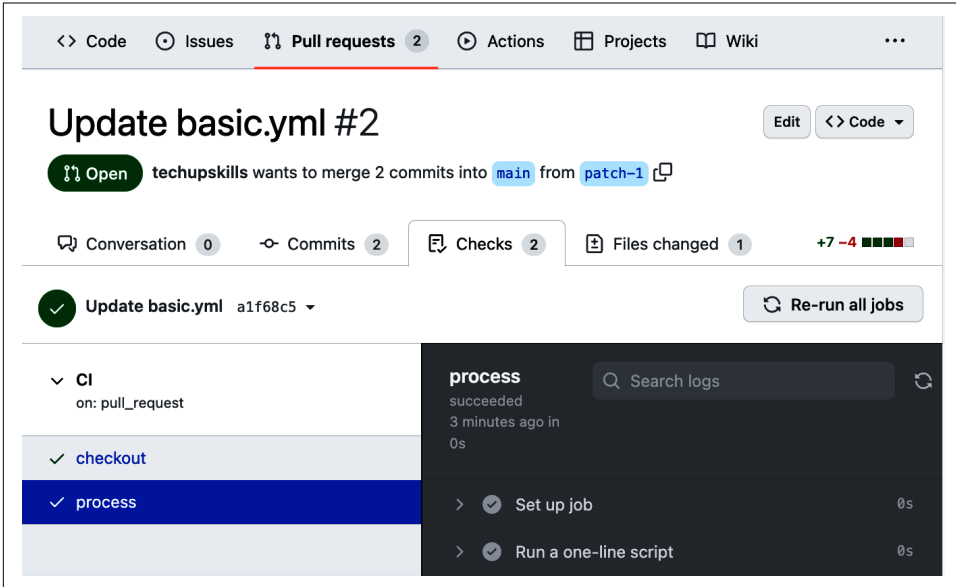 <> Code Issues Pull requests 2 Actions Projects Wiki ...
Update basic.yml #2
Edit <> Code
Open techupskills wants to merge 2 commits into main from patch-1
Conversation 0 Commits 2 Checks 2 Files changed 1 +7 −4
Update basic.yml a1f68c5
Re-run all jobs
CI
on: pull_request
checkout
process
process
Search logs
succeeded
3 minutes ago in
0s
Set up job 0s
Run a one-line script 0s